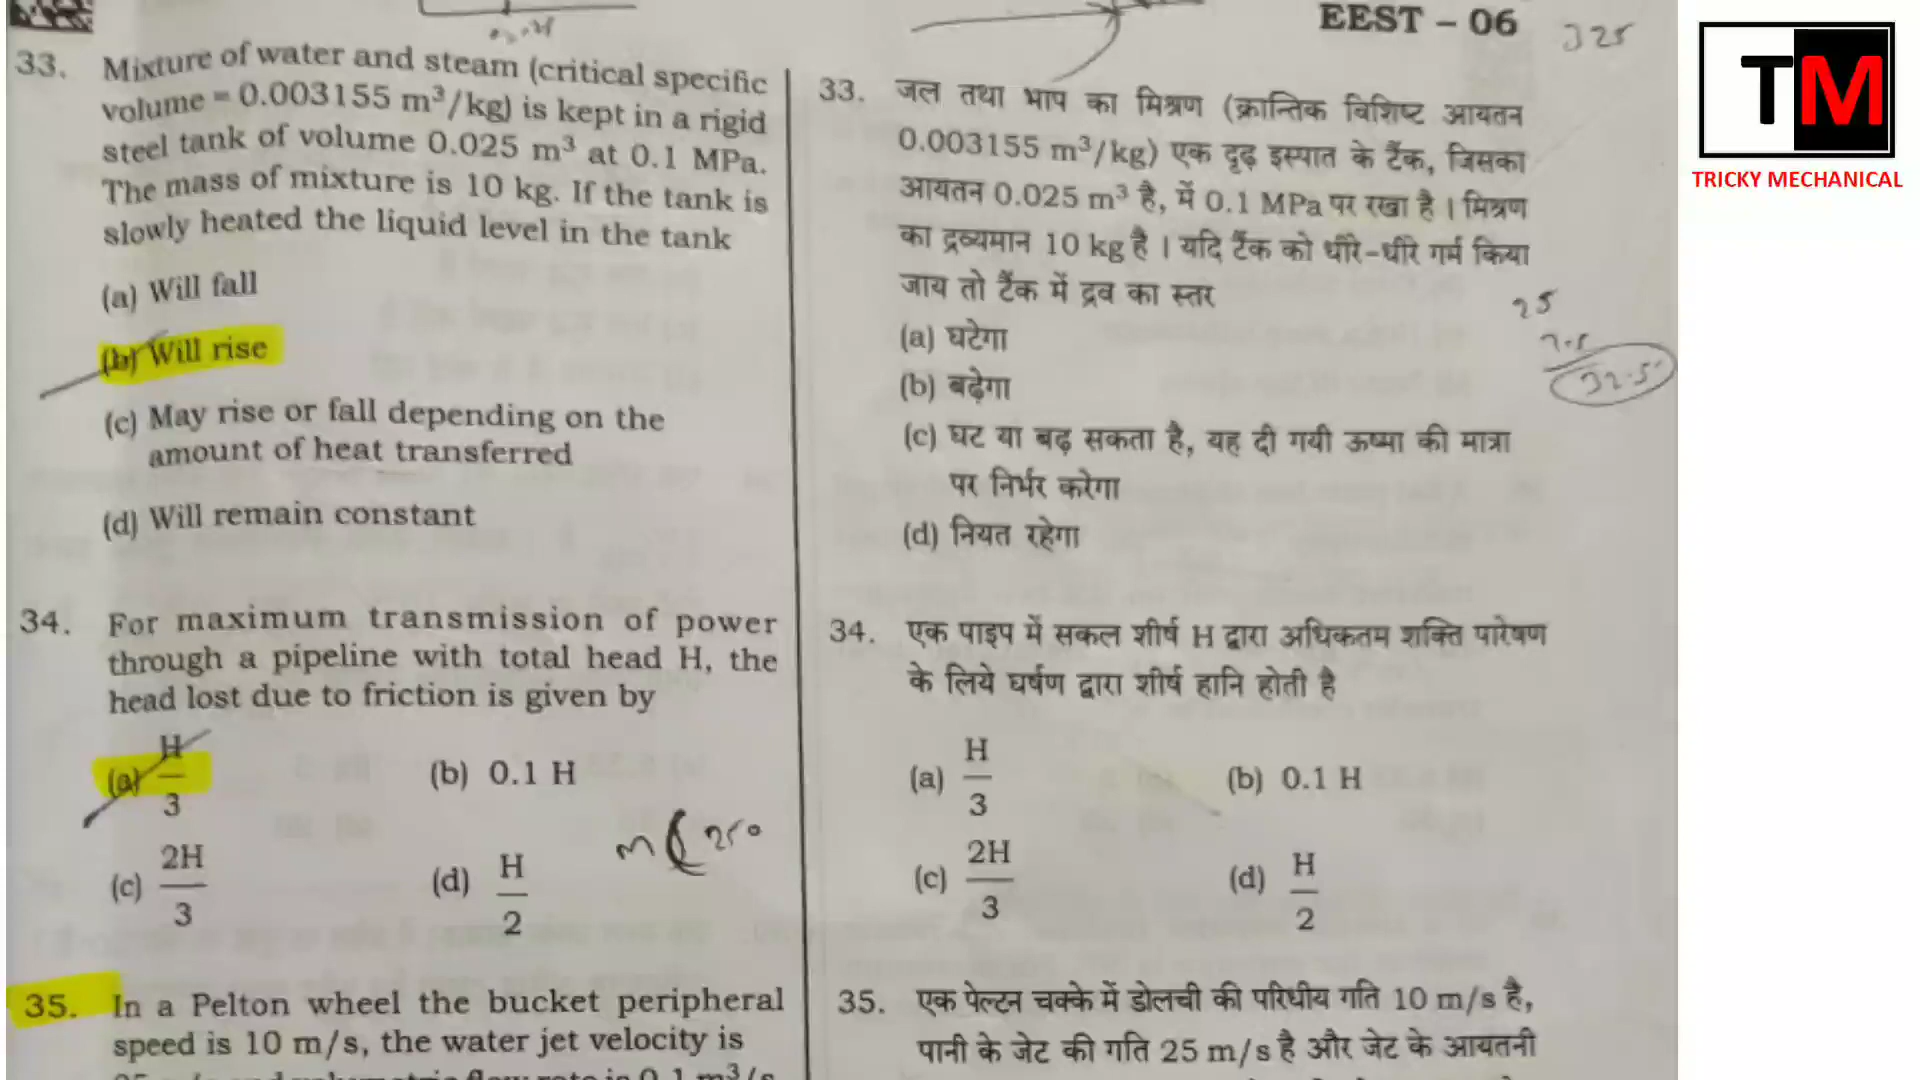 EEST – 06
325
33. Mixture of water and steam (critical specific
volume = 0.003155 m³/kg) is kept in a rigid
steel tank of volume 0.025 m³ at 0.1 MPa.
The mass of mixture is 10 kg. If the tank is
slowly heated the liquid level in the tank
(a) Will fall
(b) Will rise
(c) May rise or fall depending on the
amount of heat transferred
(d) Will remain constant
34. For maximum transmission of power
through a pipeline with total head H, the
head lost due to friction is given by
(a) H/3 (b) 0.1 H
(c) 2H/3 (d) H/2
35. In a Pelton wheel the bucket peripheral
speed is 10 m/s, the water jet velocity is
33. जल तथा भाप का मिश्रण (क्रान्तिक विशिष्ट आयतन
0.003155 m³/kg) एक दृढ़ इस्पात के टैंक, जिसका
आयतन 0.025 m³ है, में 0.1 MPa पर रखा है । मिश्रण
का द्रव्यमान 10 kg है । यदि टैंक को धीरे-धीरे गर्म किया
जाय तो टैंक में द्रव का स्तर
(a) घटेगा
(b) बढ़ेगा
(c) घट या बढ़ सकता है, यह दी गयी ऊष्मा की मात्रा
पर निर्भर करेगा
(d) नियत रहेगा
25
7.5
32.5
34. एक पाइप में सकल शीर्ष H द्वारा अधिकतम शक्ति पारेषण
के लिये घर्षण द्वारा शीर्ष हानि होती है
(a) H/3 (b) 0.1 H
(c) 2H/3 (d) H/2
35. एक पेल्टन चक्के में डोलची की परिधीय गति 10 m/s है,
पानी के जेट की गति 25 m/s है और जेट के आयतनी
TM
TRICKY MECHANICAL